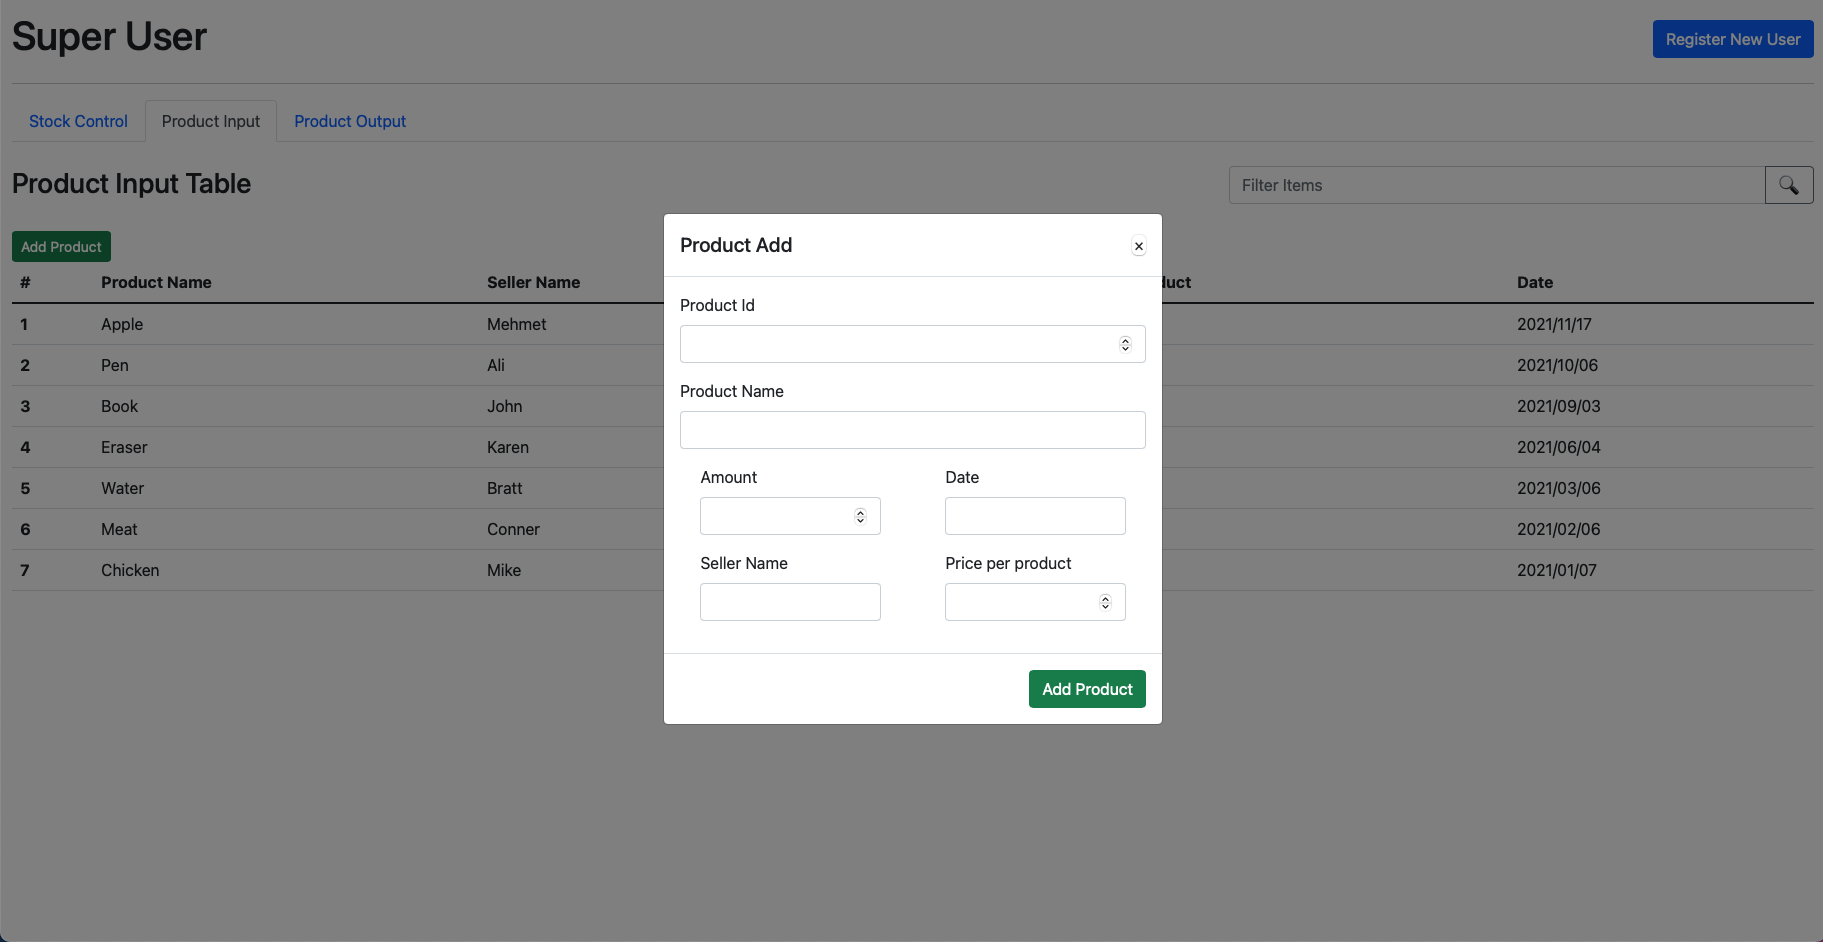 Super User
Register New User
Stock Control Product Input Product Output
Product Input Table
Filter Items
Add Product
# Product Name Seller Name Date
1 Apple Mehmet 2021/11/17
2 Pen Ali 2021/10/06
3 Book John 2021/09/03
4 Eraser Karen 2021/06/04
5 Water Bratt 2021/03/06
6 Meat Conner 2021/02/06
7 Chicken Mike 2021/01/07
Product Add
×
Product Id
Product Name
Amount Date
Seller Name Price per product
Add Product